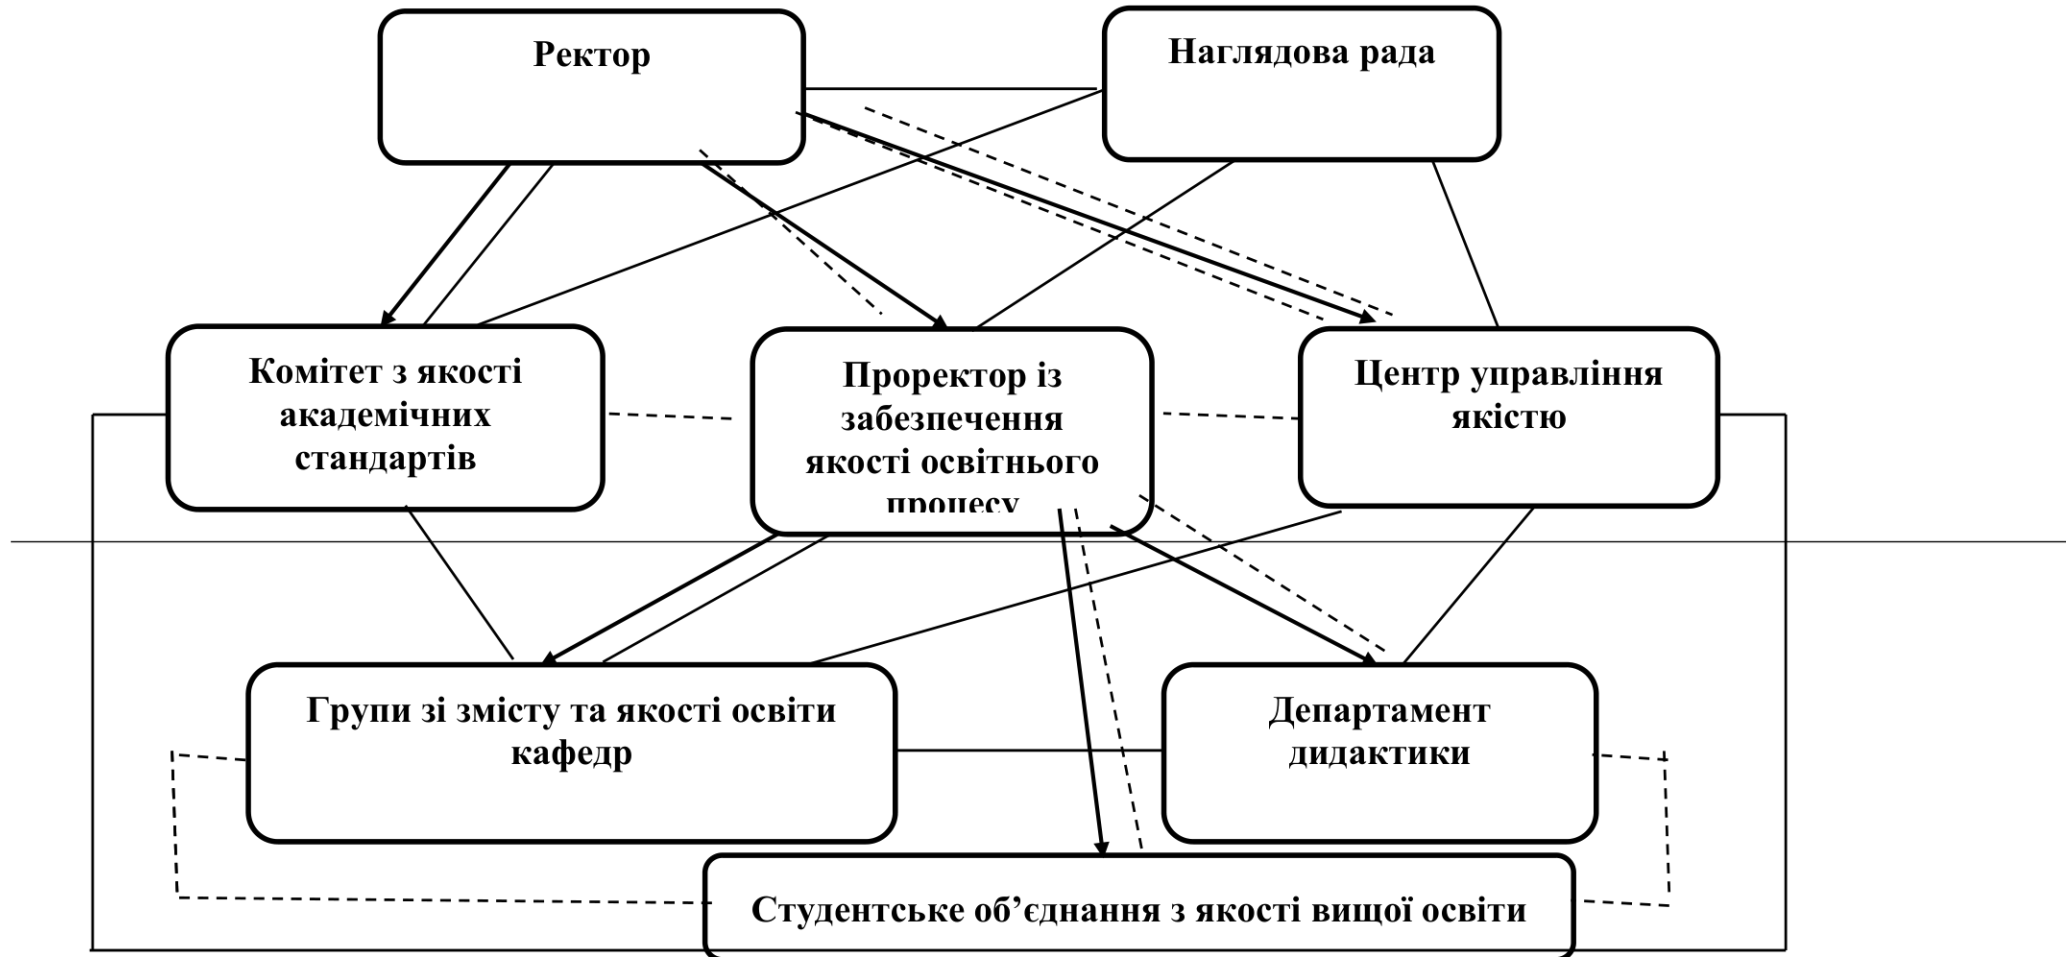 Ректор
Наглядова рада
Комітет з якості
академічних
стандартів
Проректор із
забезпечення
якості освітнього
процесу
Центр управління
якістю
Групи зі змісту та якості освіти
кафедр
Департамент
дидактики
Студентське об’єднання з якості вищої освіти